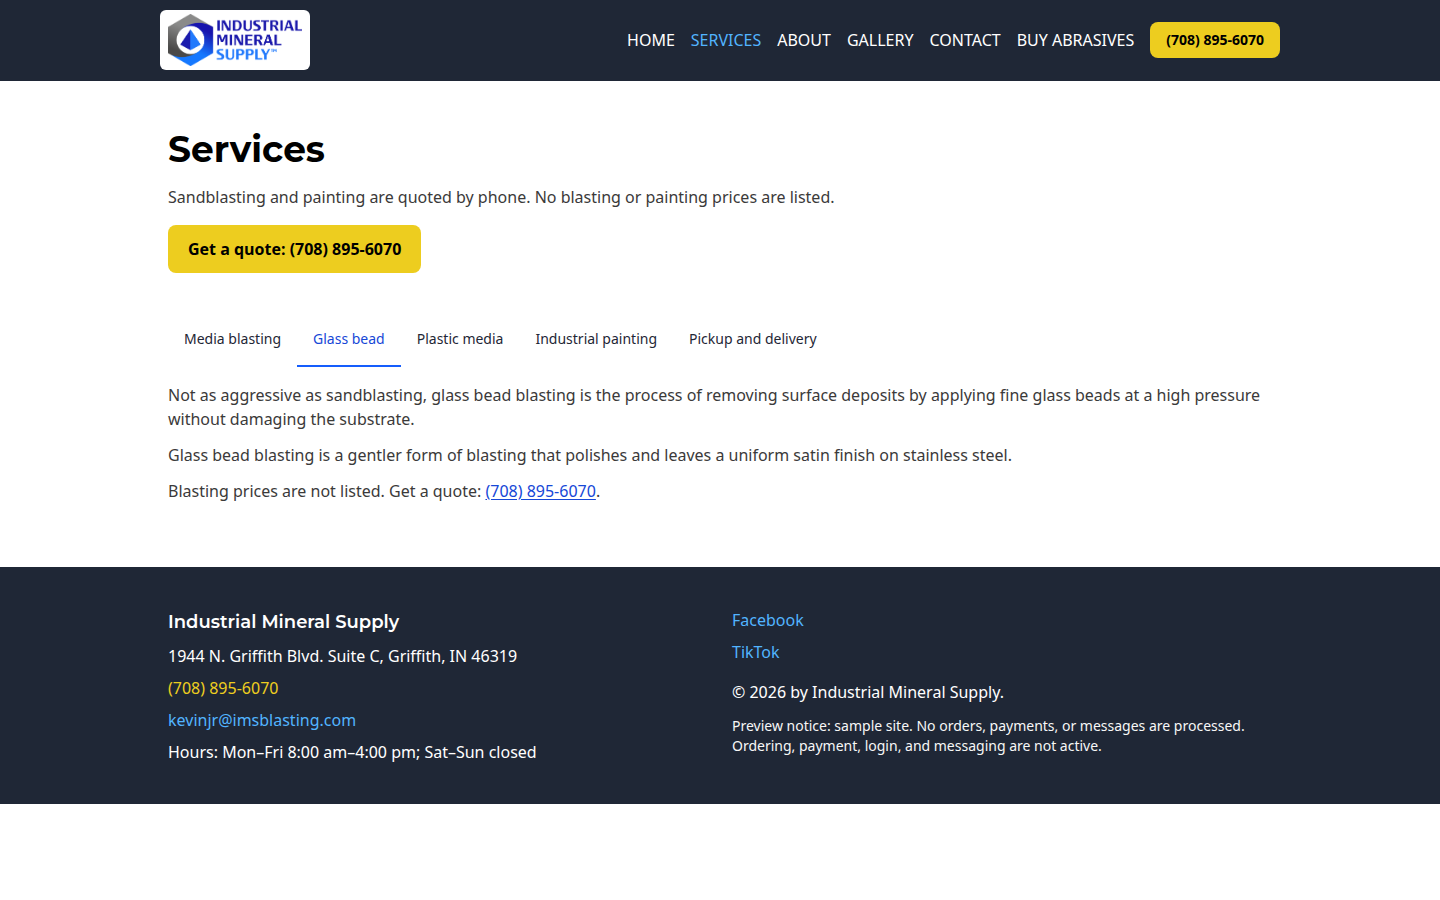 INDUSTRIAL
MINERAL
SUPPLY™
HOME SERVICES ABOUT GALLERY CONTACT BUY ABRASIVES (708) 895-6070
Services
Sandblasting and painting are quoted by phone. No blasting or painting prices are listed.
Get a quote: (708) 895-6070
Media blasting Glass bead Plastic media Industrial painting Pickup and delivery
Not as aggressive as sandblasting, glass bead blasting is the process of removing surface deposits by applying fine glass beads at a high pressure
without damaging the substrate.
Glass bead blasting is a gentler form of blasting that polishes and leaves a uniform satin finish on stainless steel.
Blasting prices are not listed. Get a quote: (708) 895-6070.
Industrial Mineral Supply
1944 N. Griffith Blvd. Suite C, Griffith, IN 46319
(708) 895-6070
kevinjr@imsblasting.com
Hours: Mon–Fri 8:00 am–4:00 pm; Sat–Sun closed
Facebook
TikTok
© 2026 by Industrial Mineral Supply.
Preview notice: sample site. No orders, payments, or messages are processed.
Ordering, payment, login, and messaging are not active.